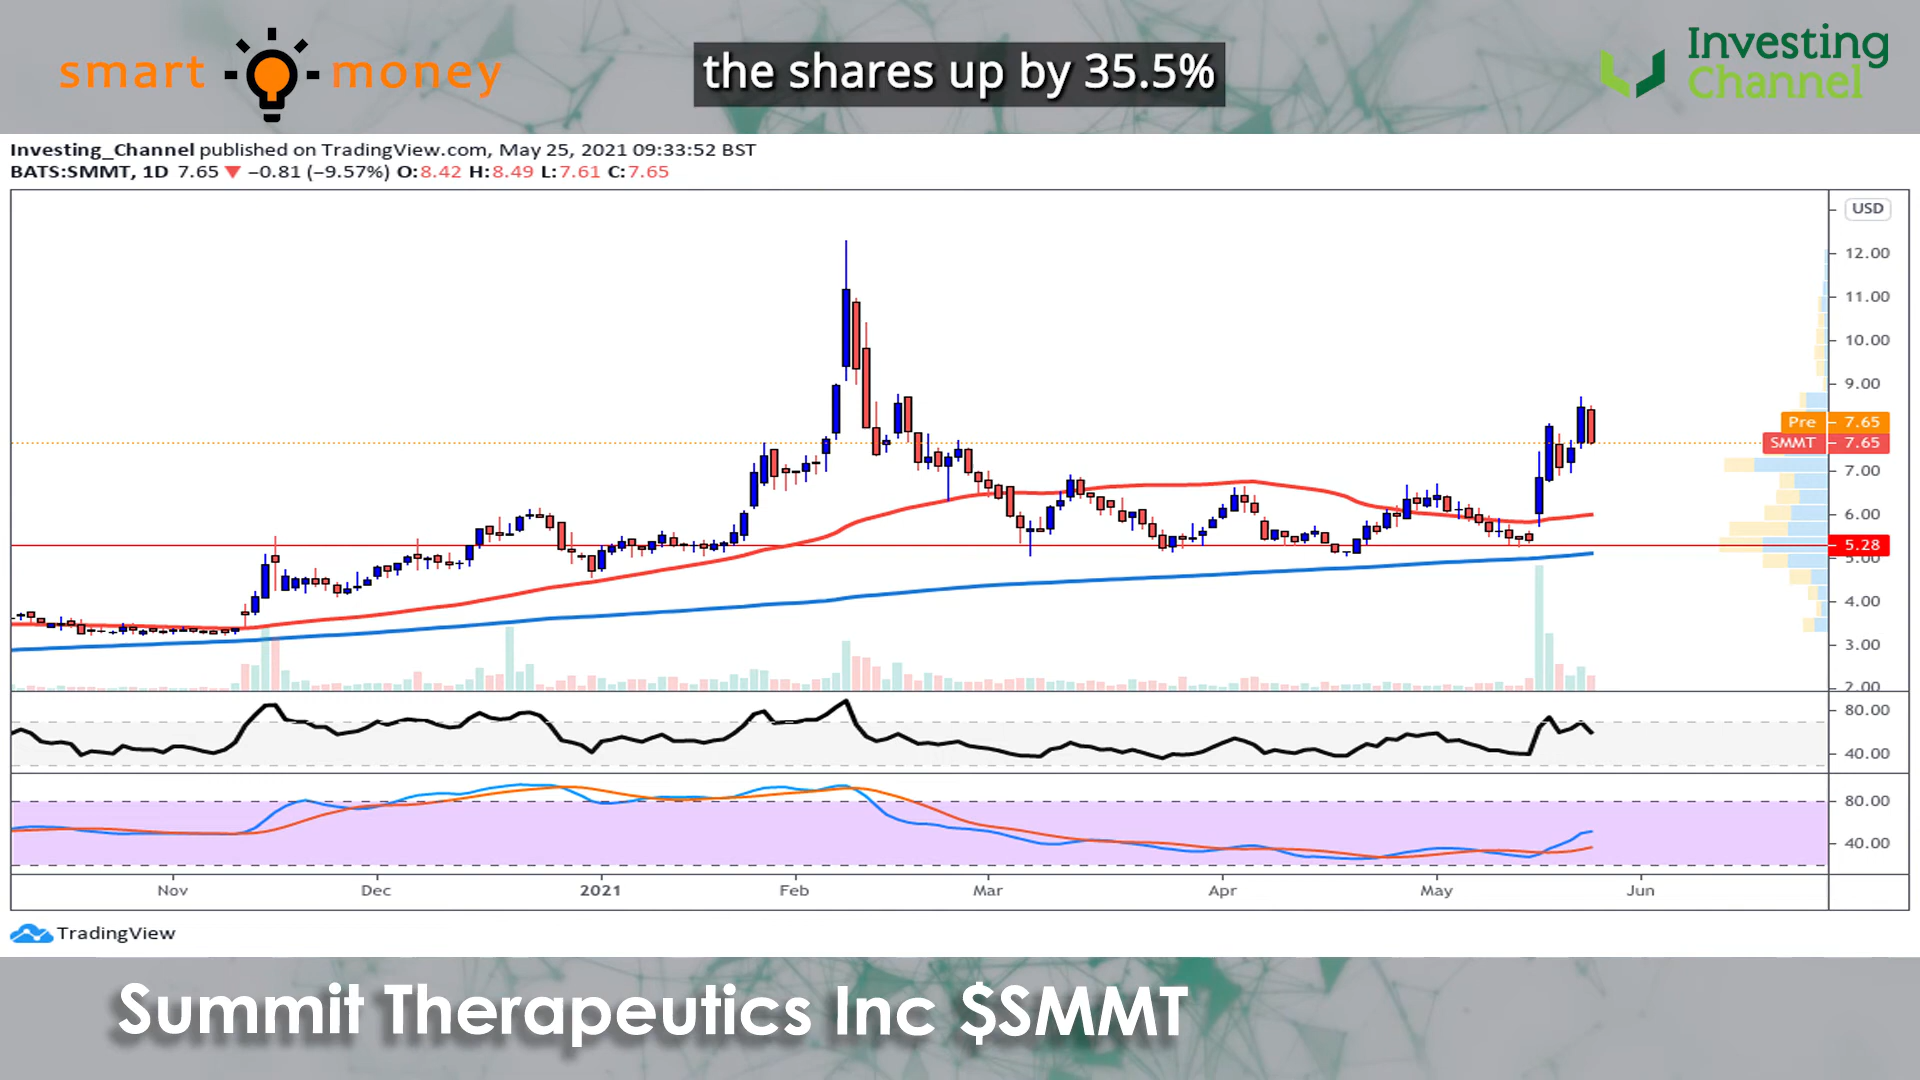 smart money
the shares up by 35.5%
Investing
Channel
Investing_Channel published on TradingView.com, May 25, 2021 09:33:52 BST
BATS:SMMT, 1D 7.65 ▼ −0.81 (−9.57%) O:8.42 H:8.49 L:7.61 C:7.65
USD
12.00
11.00
10.00
9.00
Pre 7.65
SMMT 7.65
7.00
6.00
5.28
5.00
4.00
3.00
2.00
80.00
40.00
80.00
40.00
Nov Dec 2021 Feb Mar Apr May Jun
TradingView
Summit Therapeutics Inc $SMMT